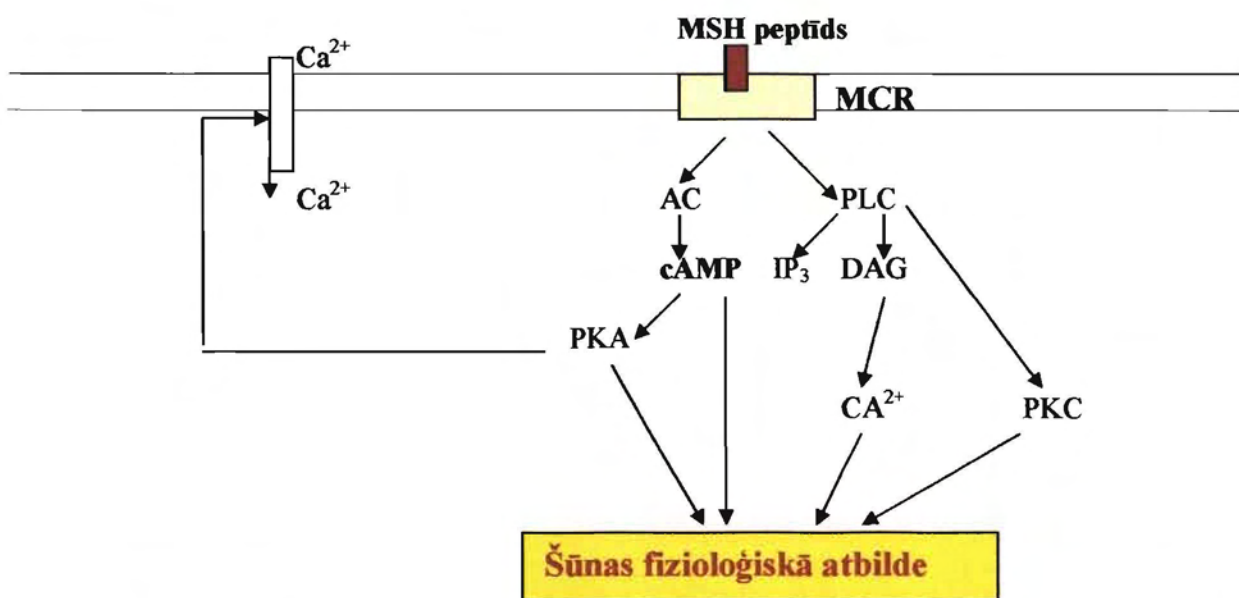 MSH peptīds
Ca²⁺
MCR
Ca²⁺
AC
PLC
cAMP
IP₃
DAG
PKA
CA²⁺
PKC
Šūnas fizioloģiskā atbilde